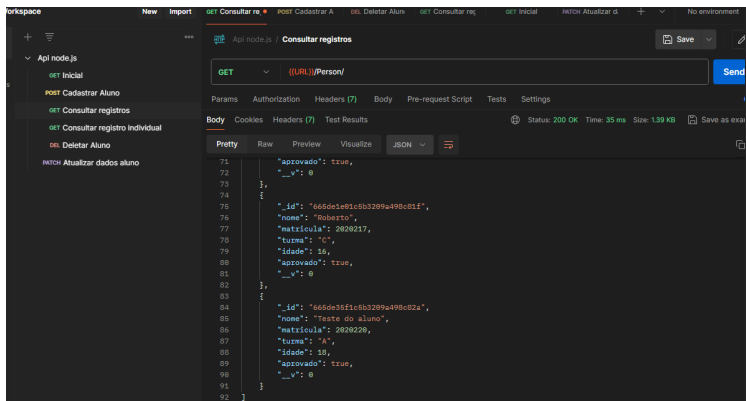 Workspace New Import GET Consultar re POST Cadastrar A DEL Deletar Alun GET Consultar reg GET Inicial PATCH Atualizar d No environment
Api node.js / Consultar registros Save
Api node.js
GET {{URL}}/Person/ Send
GET Inicial
POST Cadastrar Aluno
GET Consultar registros
GET Consultar registro individual
DEL Deletar Aluno
PATCH Atualizar dados aluno
Params Authorization Headers (7) Body Pre-request Script Tests Settings
Body Cookies Headers (7) Test Results Status: 200 OK Time: 35 ms Size: 1.39 KB Save as exam
Pretty Raw Preview Visualize JSON
71 "aprovado": true,
72 "__v": 0
73 },
74 {
75 "_id": "665de1e01c5b3209a498c81f",
76 "nome": "Roberto",
77 "matricula": 2020217,
78 "turma": "C",
79 "idade": 16,
80 "aprovado": true,
81 "__v": 0
82 },
83 {
84 "_id": "665de35f1c5b3209a498c82a",
85 "nome": "Teste do aluno",
86 "matricula": 2020220,
87 "turma": "A",
88 "idade": 18,
89 "aprovado": true,
90 "__v": 0
91 }
92 ]